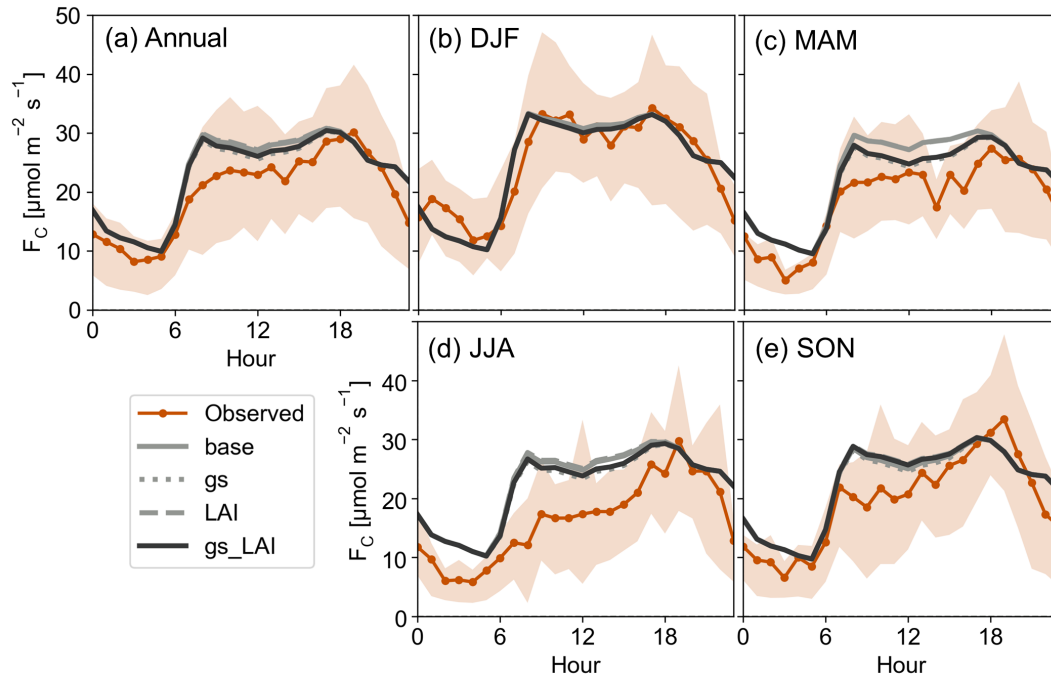 (a) Annual
(b) DJF
(c) MAM
50
40
30
20
10
0
F_C [μmol m⁻² s⁻¹]
0 6 12 18
Hour
(d) JJA
(e) SON
40
30
20
10
0
F_C [μmol m⁻² s⁻¹]
0 6 12 18
Hour
0 6 12 18
Hour
Observed
base
gs
LAI
gs_LAI